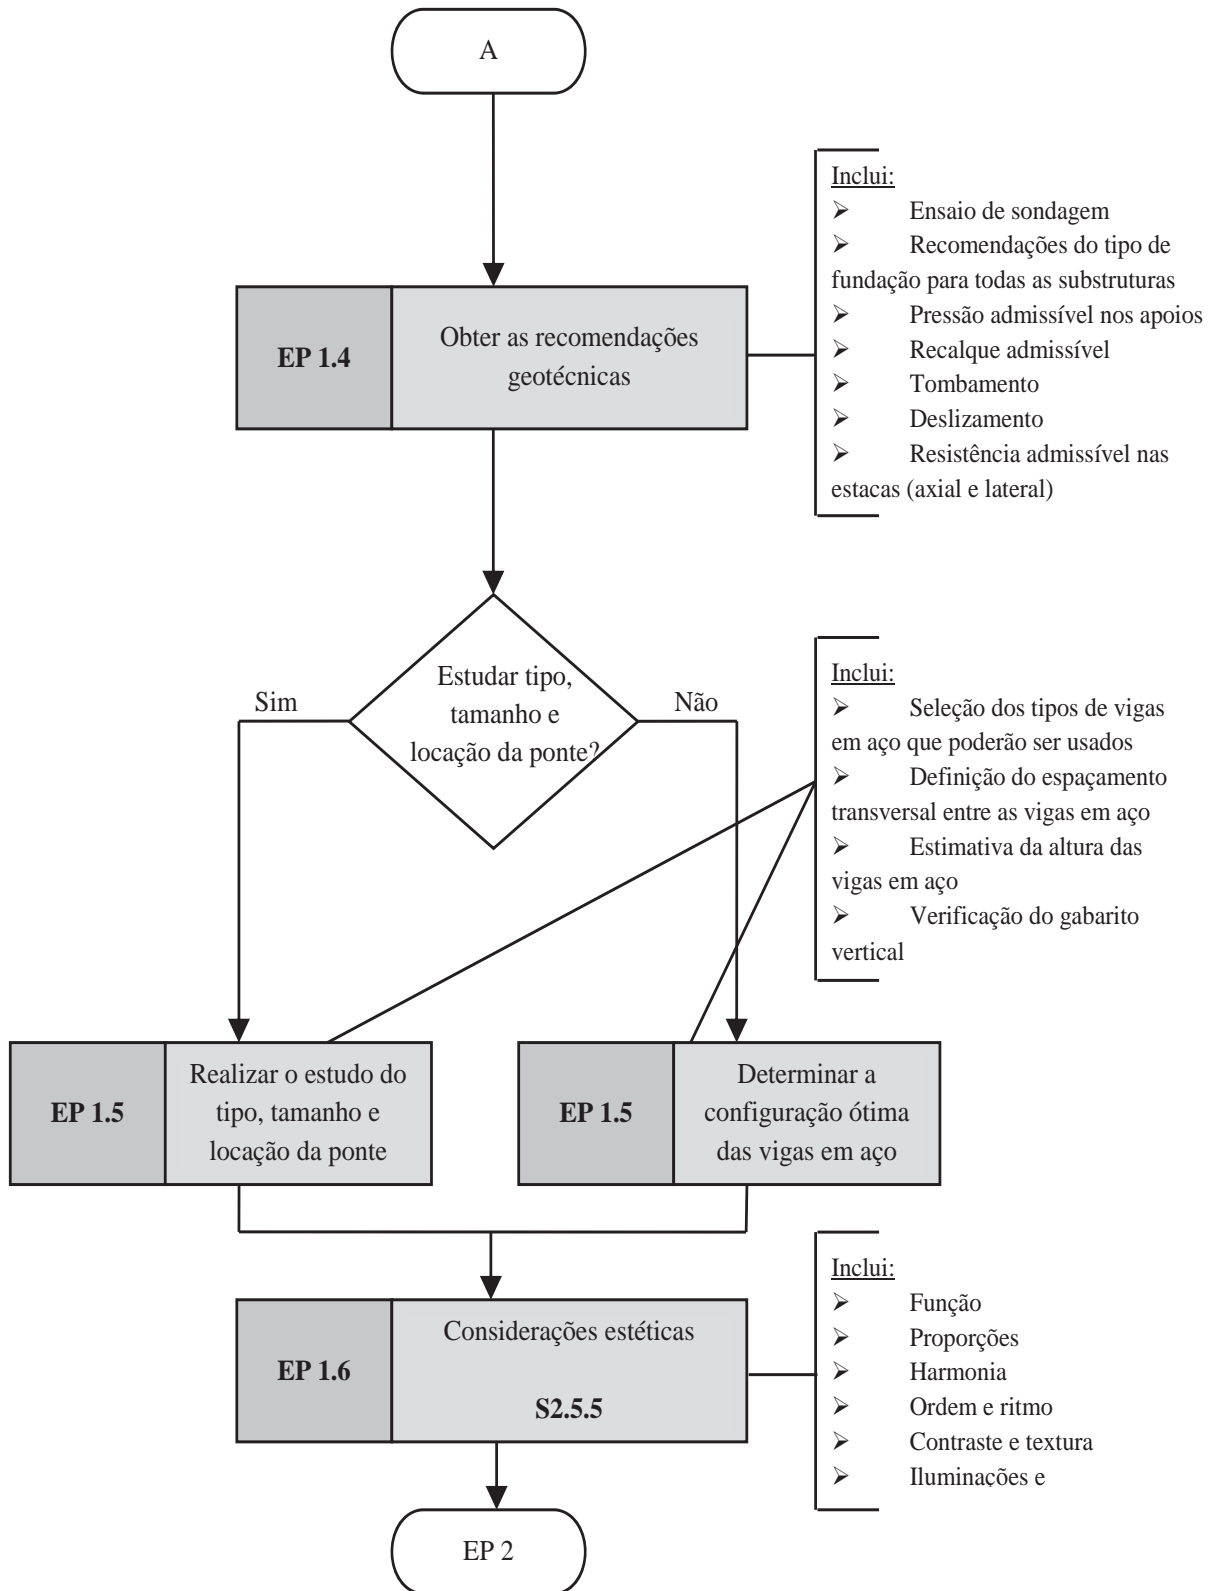 A
Inclui:
➢ Ensaio de sondagem
➢ Recomendações do tipo de
fundação para todas as substruturas
➢ Pressão admissível nos apoios
➢ Recalque admissível
➢ Tombamento
➢ Deslizamento
➢ Resistência admissível nas
estacas (axial e lateral)
EP 1.4
Obter as recomendações
geotécnicas
Estudar tipo,
tamanho e
locação da ponte?
Sim
Não
Inclui:
➢ Seleção dos tipos de vigas
em aço que poderão ser usados
➢ Definição do espaçamento
transversal entre as vigas em aço
➢ Estimativa da altura das
vigas em aço
➢ Verificação do gabarito
vertical
EP 1.5
Realizar o estudo do
tipo, tamanho e
locação da ponte
EP 1.5
Determinar a
configuração ótima
das vigas em aço
EP 1.6
Considerações estéticas
S2.5.5
Inclui:
➢ Função
➢ Proporções
➢ Harmonia
➢ Ordem e ritmo
➢ Contraste e textura
➢ Iluminações e
EP 2